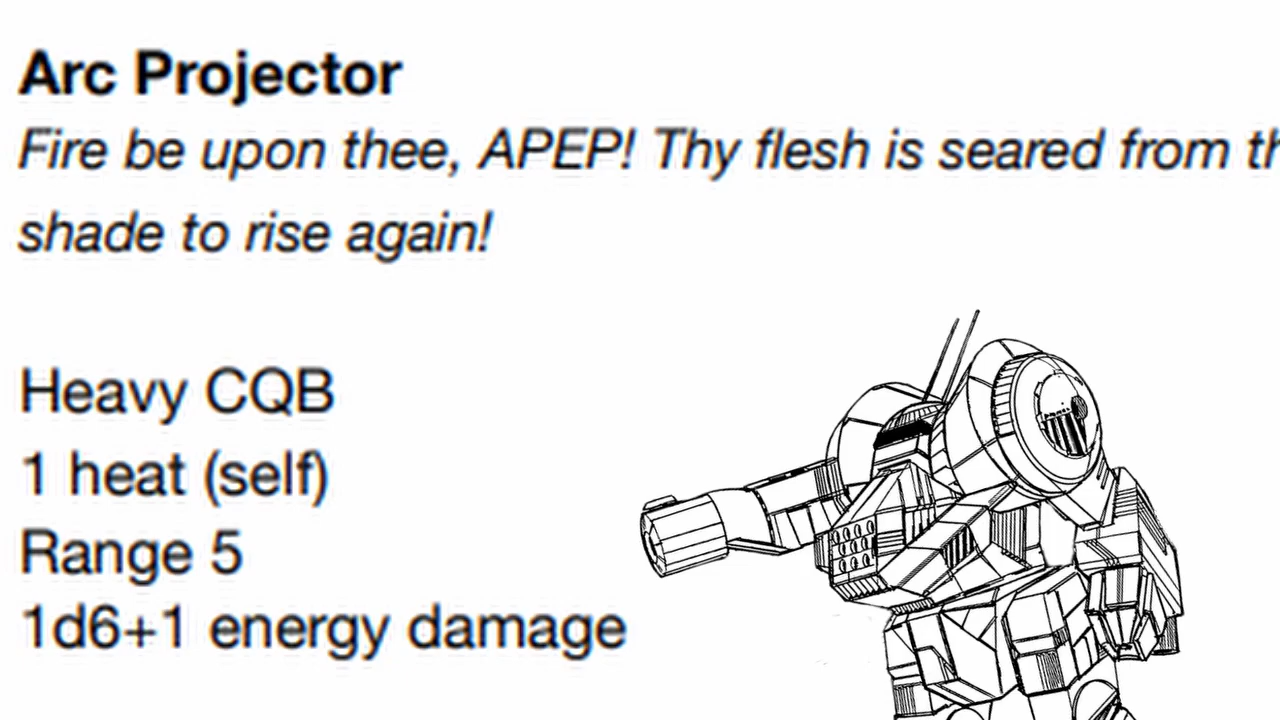 Arc Projector
Fire be upon thee, APEP! Thy flesh is seared from
shade to rise again!
Heavy CQB
1 heat (self)
Range 5
1d6+1 energy damage